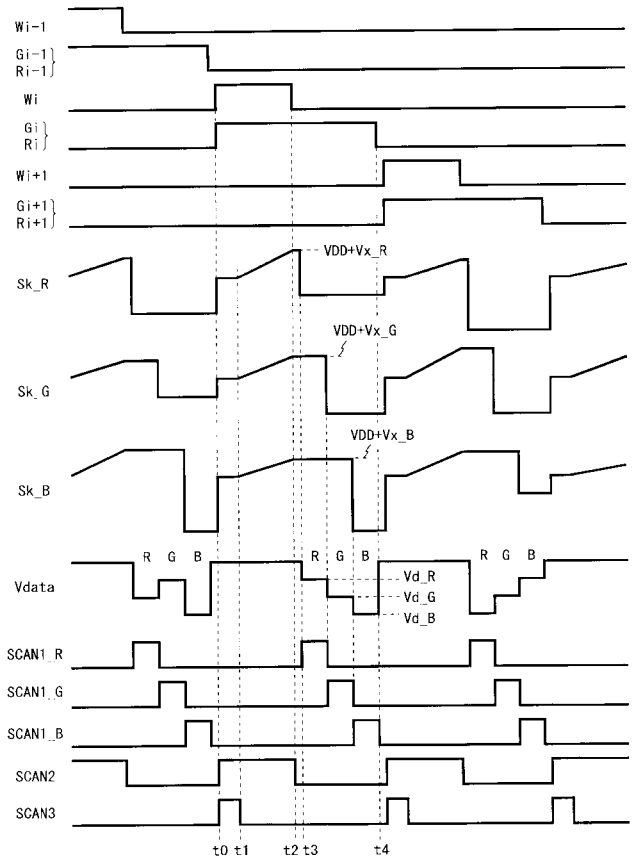 Wi-1
Gi-1
Ri-1
Wi
Gi
Ri
Wi+1
Gi+1
Ri+1
VDD+Vx_R
Sk_R
VDD+Vx_G
Sk_G
VDD+Vx_B
Sk_B
R G B R G B R G B
Vdata
Vd_R
Vd_G
Vd_B
SCAN1_R
SCAN1_G
SCAN1_B
SCAN2
SCAN3
t0 t1 t2 t3 t4